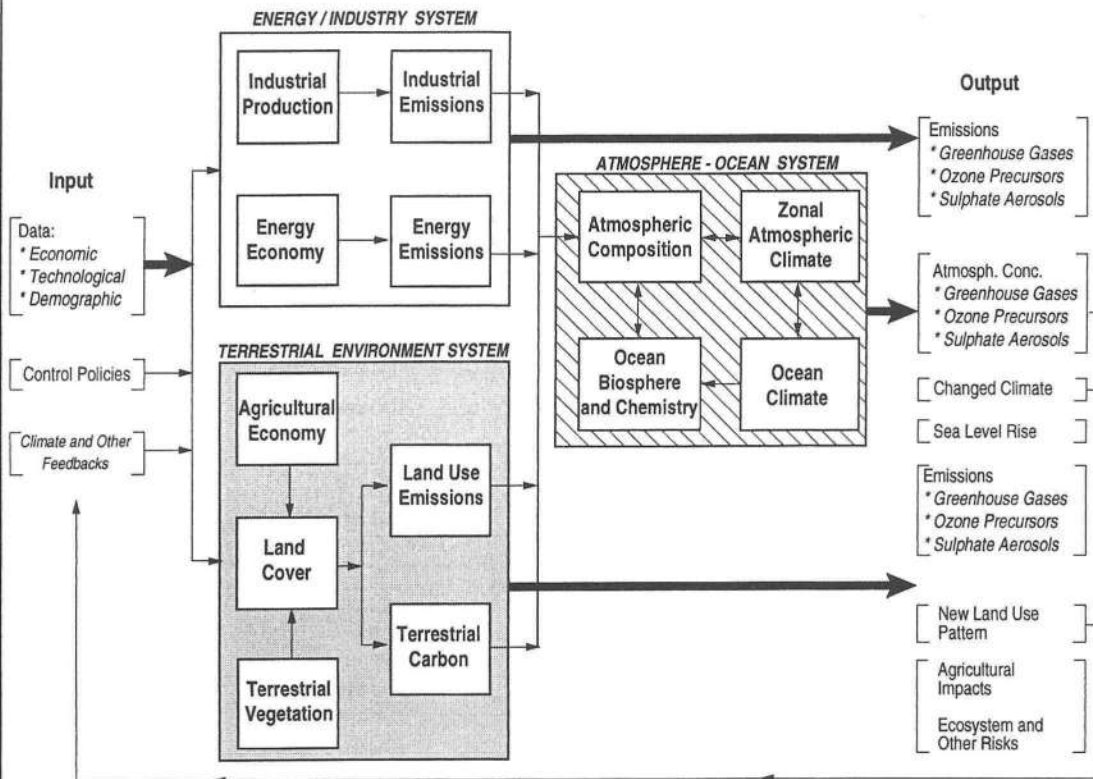 ENERGY / INDUSTRY SYSTEM
Industrial
Production
Industrial
Emissions
Energy
Economy
Energy
Emissions
Input
Data:
* Economic
* Technological
* Demographic
Control Policies
Climate and Other
Feedbacks
TERRESTRIAL ENVIRONMENT SYSTEM
Agricultural
Economy
Land
Cover
Terrestrial
Vegetation
Land Use
Emissions
Terrestrial
Carbon
ATMOSPHERE - OCEAN SYSTEM
Atmospheric
Composition
Zonal
Atmospheric
Climate
Ocean
Biosphere
and Chemistry
Ocean
Climate
Output
Emissions
* Greenhouse Gases
* Ozone Precursors
* Sulphate Aerosols
Atmosph. Conc.
* Greenhouse Gases
* Ozone Precursors
* Sulphate Aerosols
Changed Climate
Sea Level Rise
Emissions
* Greenhouse Gases
* Ozone Precursors
* Sulphate Aerosols
New Land Use
Pattern
Agricultural
Impacts
Ecosystem and
Other Risks